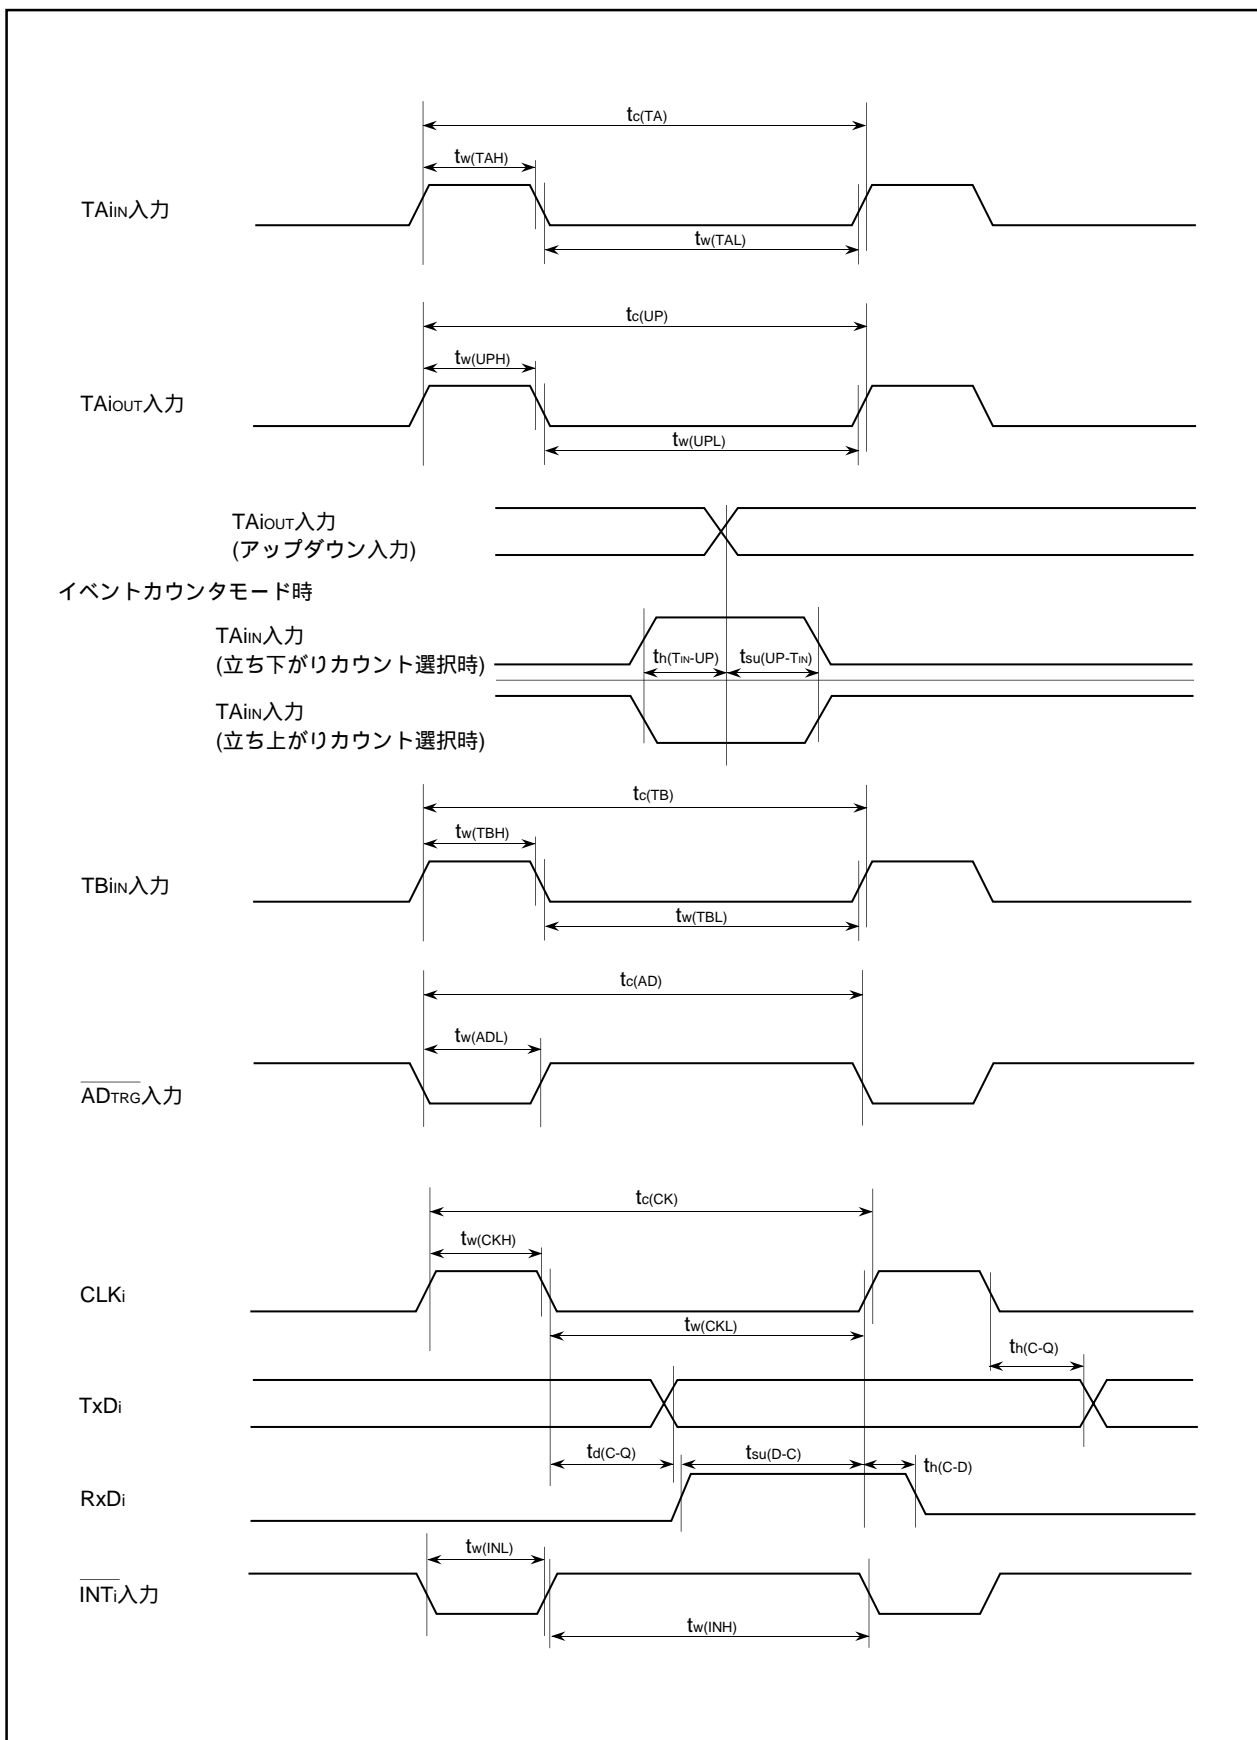 tc(TA)
tw(TAH)
TAiIN入力
tw(TAL)
tc(UP)
tw(UPH)
TAiOUT入力
tw(UPL)
TAiOUT入力
(アップダウン入力)
イベントカウンタモード時
TAiIN入力
(立ち下がりカウント選択時)
th(TIN-UP)
tsu(UP-TIN)
TAiIN入力
(立ち上がりカウント選択時)
tc(TB)
tw(TBH)
TBiIN入力
tw(TBL)
tc(AD)
tw(ADL)
ADTRG入力
tc(CK)
tw(CKH)
CLKi
tw(CKL)
th(C-Q)
TxDi
td(C-Q)
tsu(D-C)
th(C-D)
RxDi
tw(INL)
INTi入力
tw(INH)